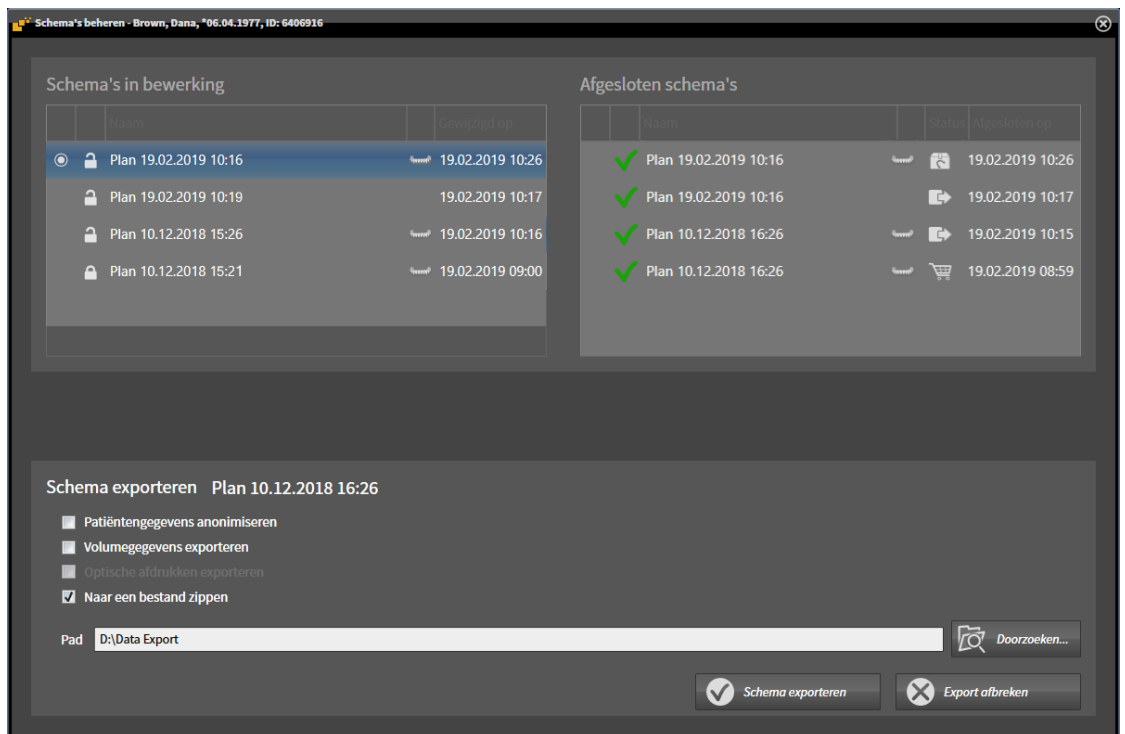 Schema's beheren - Brown, Dana, *06.04.1977, ID: 6406916
Schema's in bewerking
Naam Gewijzigd op
Plan 19.02.2019 10:16 19.02.2019 10:26
Plan 19.02.2019 10:19 19.02.2019 10:17
Plan 10.12.2018 15:26 19.02.2019 10:16
Plan 10.12.2018 15:21 19.02.2019 09:00
Afgesloten schema's
Naam Status Afgesloten op
Plan 19.02.2019 10:16 19.02.2019 10:26
Plan 19.02.2019 10:16 19.02.2019 10:17
Plan 10.12.2018 16:26 19.02.2019 10:15
Plan 10.12.2018 16:26 19.02.2019 08:59
Schema exporteren Plan 10.12.2018 16:26
Patiëntengegevens anonimiseren
Volumegegevens exporteren
Optische afdrukken exporteren
Naar een bestand zippen
Pad D:\Data Export Doorzoeken...
Schema exporteren Export afbreken